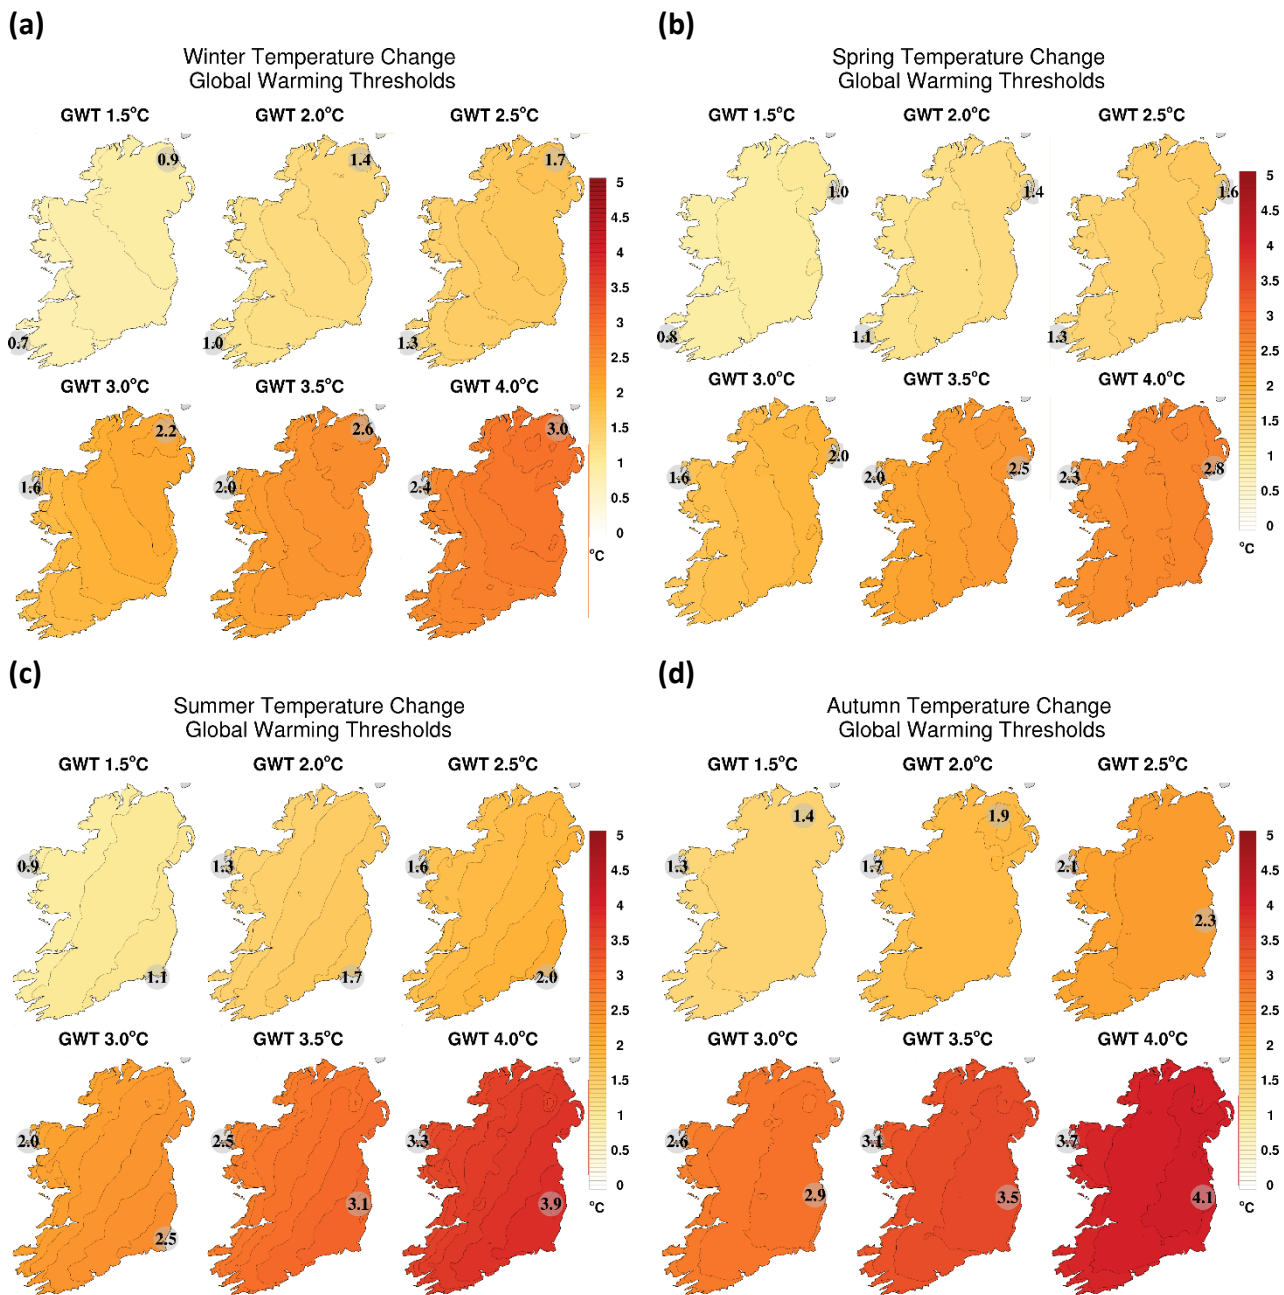 (a)
Winter Temperature Change
Global Warming Thresholds
GWT 1.5°C GWT 2.0°C GWT 2.5°C
0.9 1.4 1.7
0.7 1.0 1.3
GWT 3.0°C GWT 3.5°C GWT 4.0°C
2.2 2.6 3.0
1.6 2.0 2.4
5
4.5
4
3.5
3
2.5
2
1.5
1
0.5
0
°C
(b)
Spring Temperature Change
Global Warming Thresholds
GWT 1.5°C GWT 2.0°C GWT 2.5°C
1.0 1.4 1.6
0.8 1.1 1.3
GWT 3.0°C GWT 3.5°C GWT 4.0°C
2.0 2.5 2.8
1.6 2.0 2.3
5
4.5
4
3.5
3
2.5
2
1.5
1
0.5
0
°C
(c)
Summer Temperature Change
Global Warming Thresholds
GWT 1.5°C GWT 2.0°C GWT 2.5°C
0.9 1.3 1.6
1.1 1.7 2.0
GWT 3.0°C GWT 3.5°C GWT 4.0°C
2.0 2.5 3.3
2.5 3.1 3.9
5
4.5
4
3.5
3
2.5
2
1.5
1
0.5
0
°C
(d)
Autumn Temperature Change
Global Warming Thresholds
GWT 1.5°C GWT 2.0°C GWT 2.5°C
1.4 1.9
1.3 1.7 2.1
2.3
GWT 3.0°C GWT 3.5°C GWT 4.0°C
2.6 3.1 3.7
2.9 3.5 4.1
5
4.5
4
3.5
3
2.5
2
1.5
1
0.5
0
°C